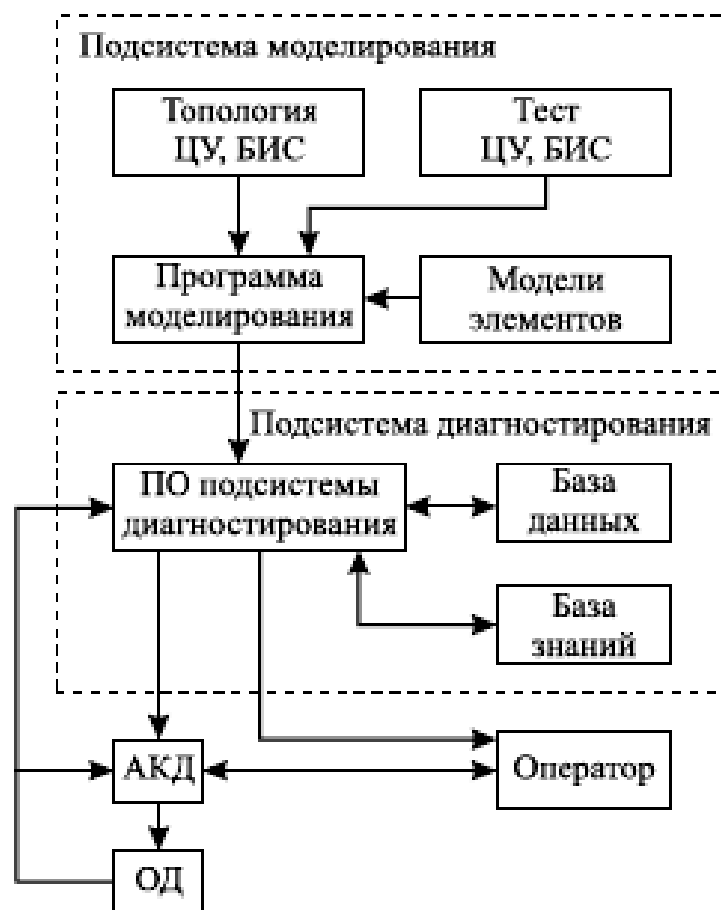 Подсистема моделирования
Топология
ЦУ, БИС
Тест
ЦУ, БИС
Программа
моделирования
Модели
элементов
Подсистема диагностирования
ПО подсистемы
диагностирования
База
данных
База
знаний
АКД
Оператор
ОД